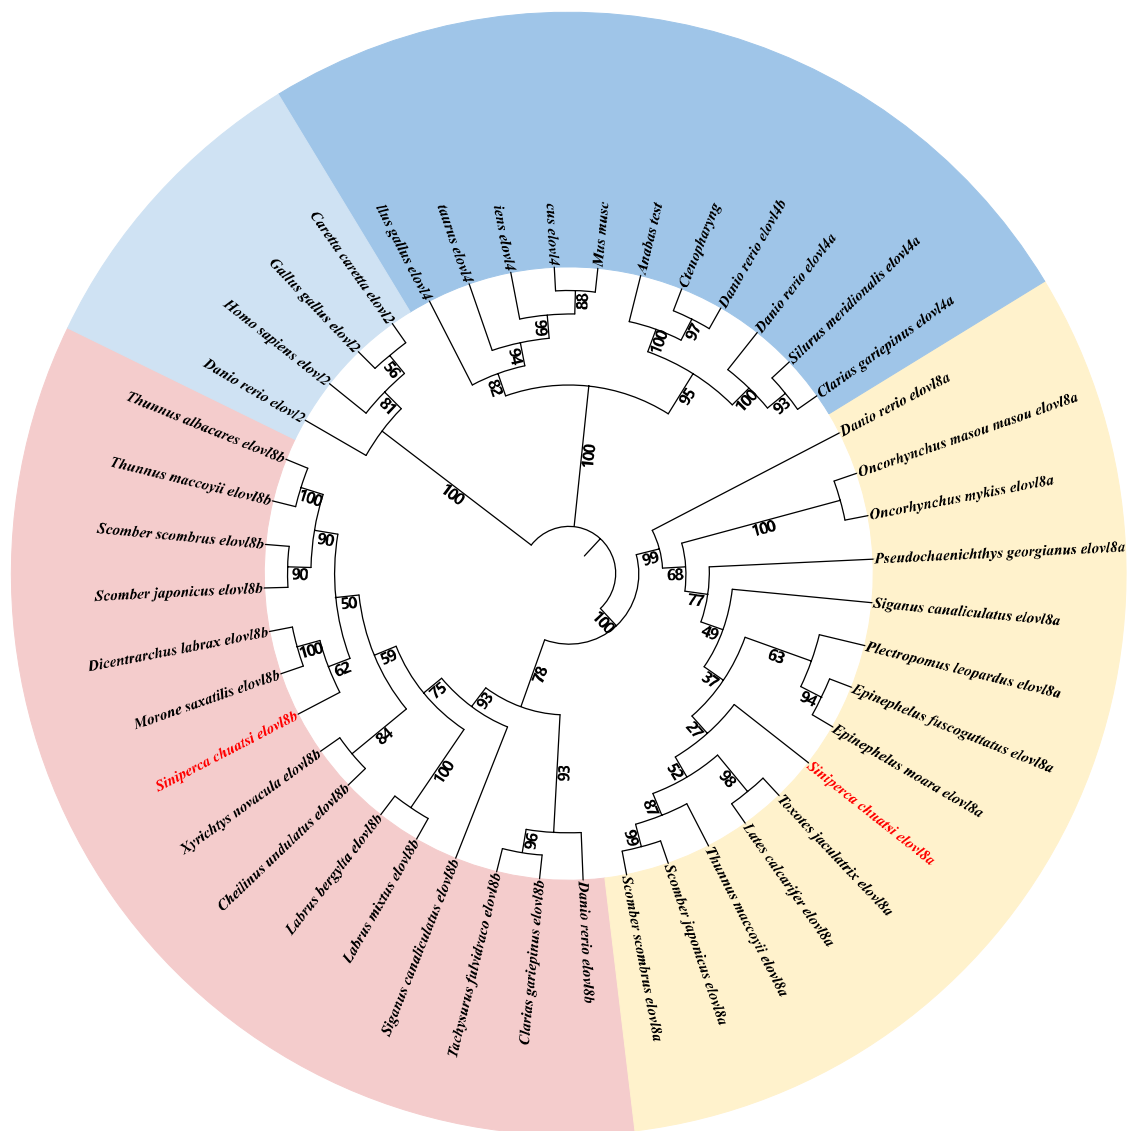 Caretta caretta elovl2
Gallus gallus elovl2
Homo sapiens elovl2
Danio rerio elovl2
llus gallus elovl4
taurus elovl4
iens elovl4
cus elovl4
Mus musc
Anabas test
Ctenopharyng
Danio rerio elovl4b
Danio rerio elovl4a
Silurus meridionalis elovl4a
Clarias gariepinus elovl4a
Danio rerio elovl8a
Oncorhynchus masou masou elovl8a
Oncorhynchus mykiss elovl8a
Pseudochaenichthys georgianus elovl8a
Siganus canaliculatus elovl8a
Plectropomus leopardus elovl8a
Epinephelus fuscoguttatus elovl8a
Epinephelus moara elovl8a
Siniperca chuatsi elovl8a
Toxotes jaculatrix elovl8a
Lates calcarifer elovl8a
Thunnus maccoyii elovl8a
Scomber japonicus elovl8a
Scomber scombrus elovl8a
Danio rerio elovl8b
Clarias gariepinus elovl8b
Tachysurus fulvidraco elovl8b
Siganus canaliculatus elovl8b
Labrus mixtus elovl8b
Labrus bergylta elovl8b
Cheilinus undulatus elovl8b
Xyrichtys novacula elovl8b
Siniperca chuatsi elovl8b
Morone saxatilis elovl8b
Dicentrarchus labrax elovl8b
Scomber japonicus elovl8b
Scomber scombrus elovl8b
Thunnus maccoyii elovl8b
Thunnus albacares elovl8b
56
81
100
82
94
66
88
100
97
95
100
93
100
99
68
100
77
49
37
63
94
27
52
98
87
99
100
78
93
96
93
75
100
59
84
50
62
100
90
90
100